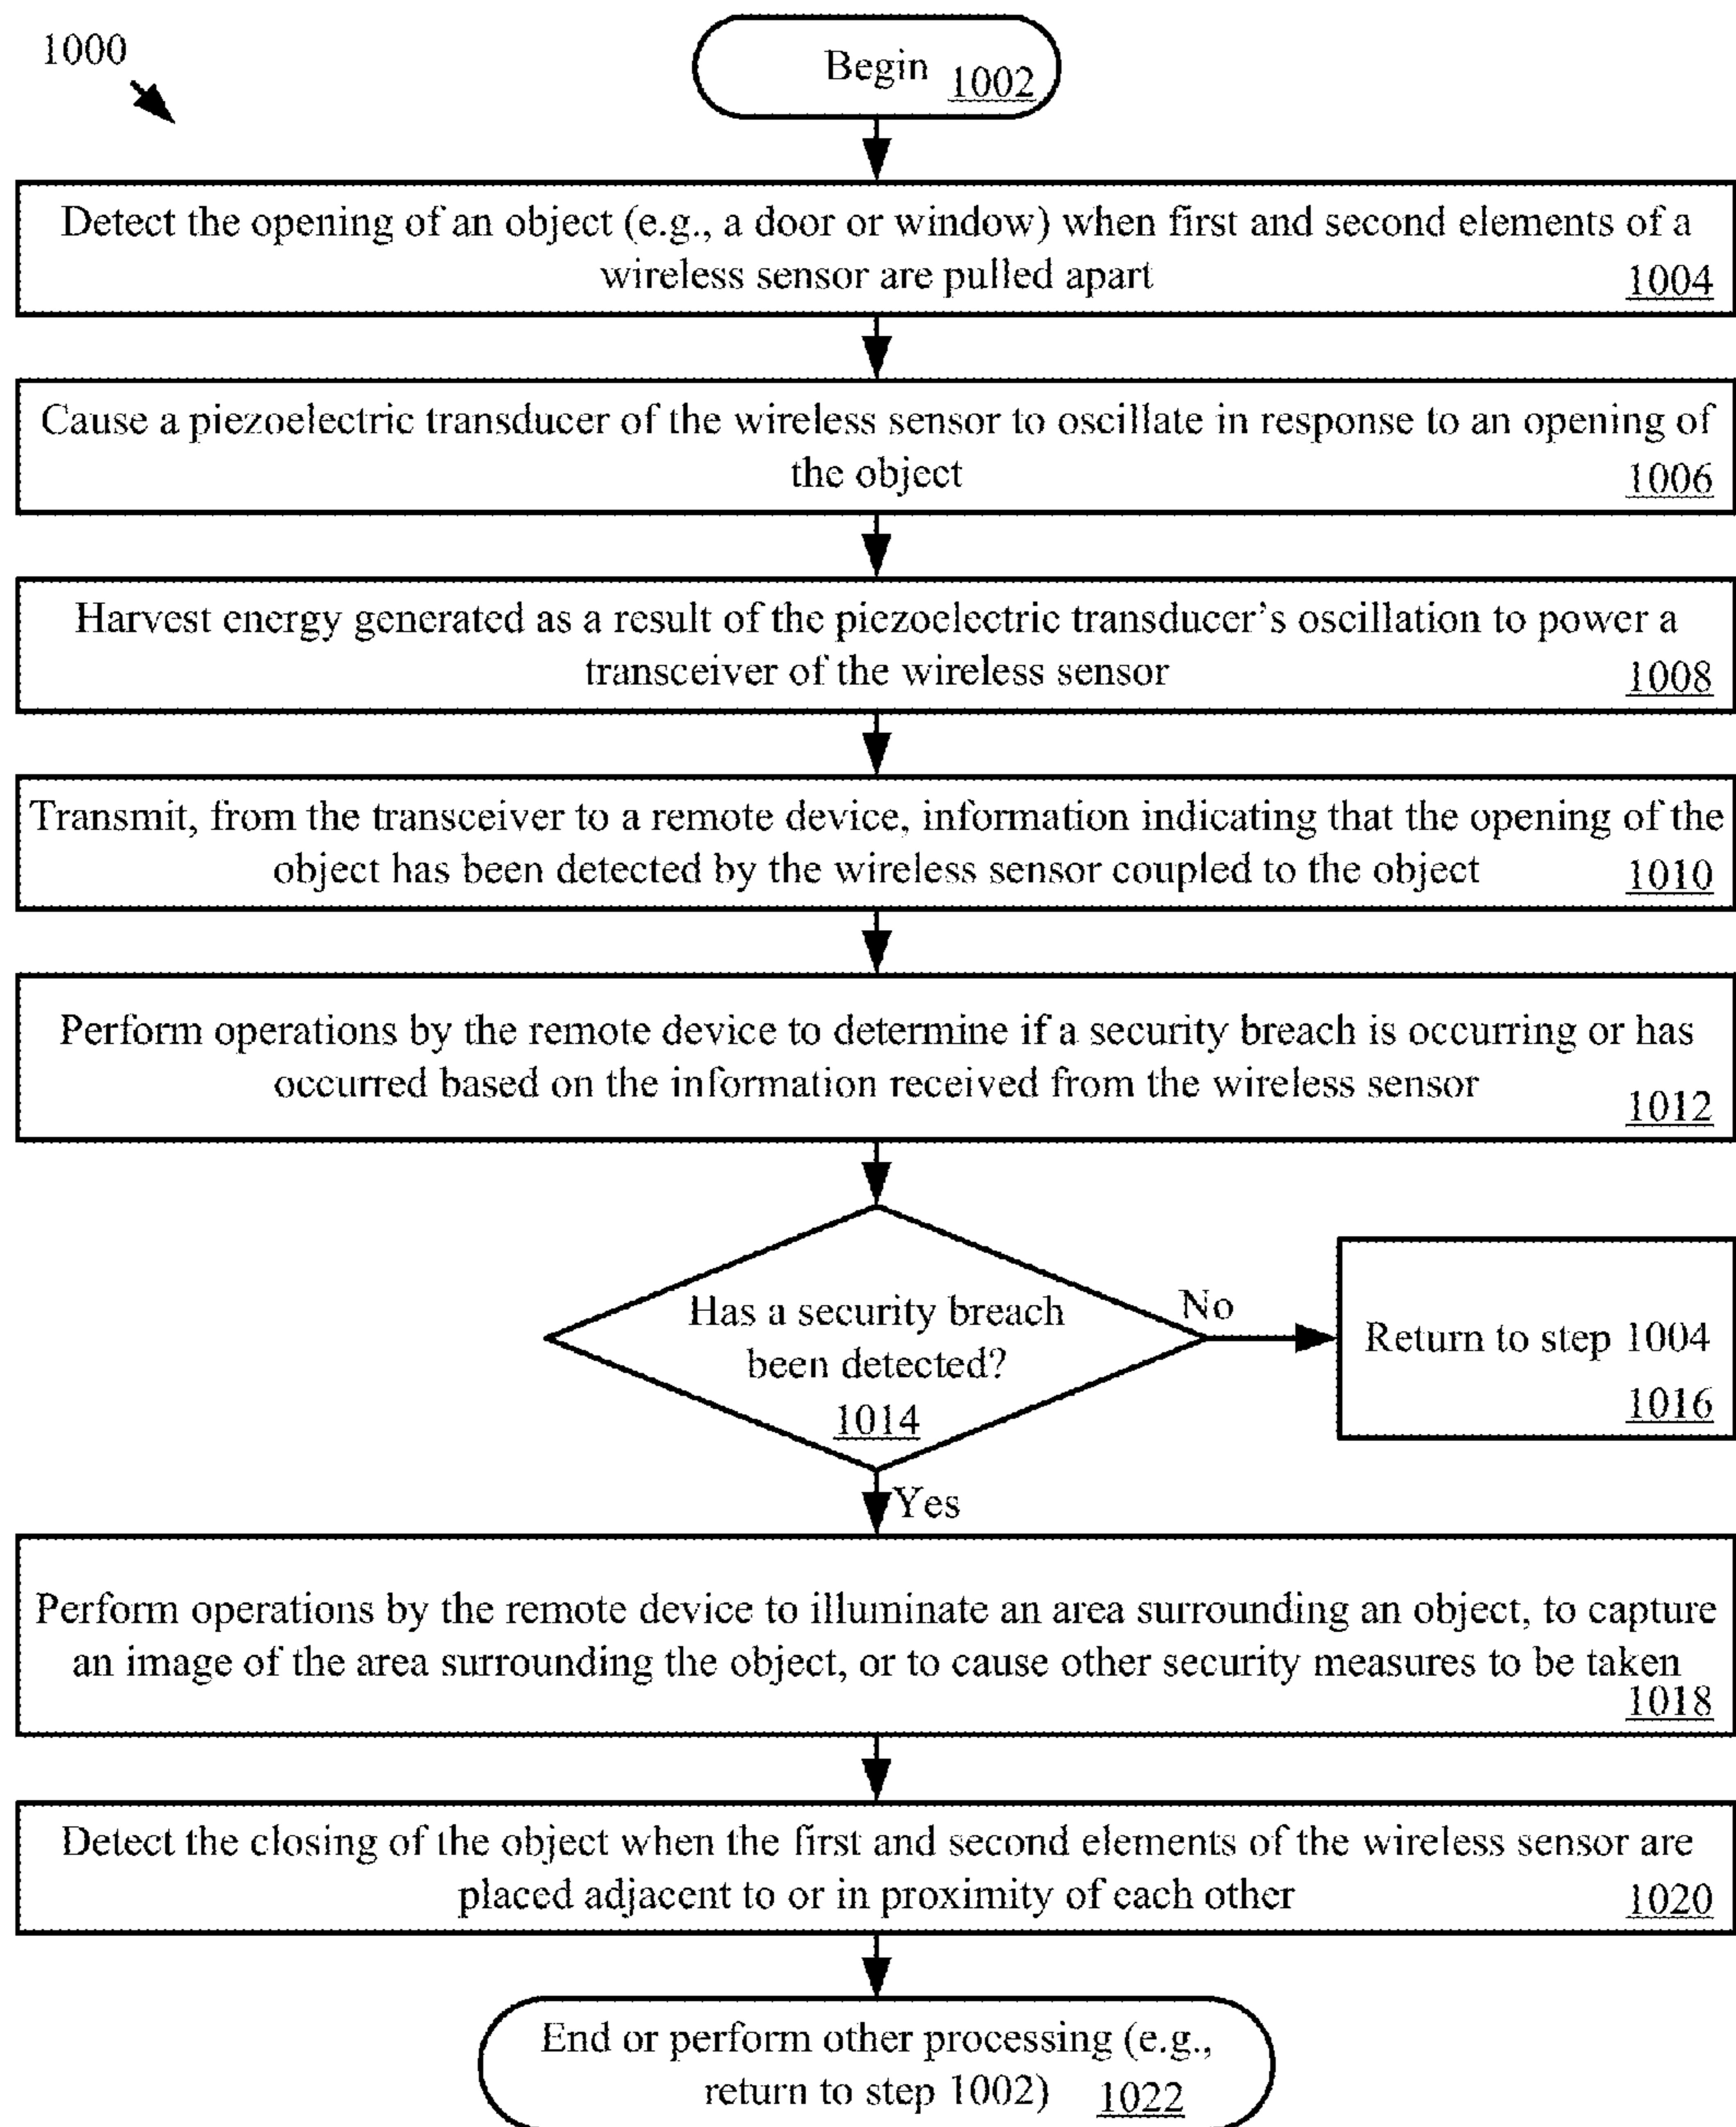 1000
Begin 1002
Detect the opening of an object (e.g., a door or window) when first and second elements of a
wireless sensor are pulled apart
1004
Cause a piezoelectric transducer of the wireless sensor to oscillate in response to an opening of
the object
1006
Harvest energy generated as a result of the piezoelectric transducer's oscillation to power a
transceiver of the wireless sensor
1008
Transmit, from the transceiver to a remote device, information indicating that the opening of the
object has been detected by the wireless sensor coupled to the object
1010
Perform operations by the remote device to determine if a security breach is occurring or has
occurred based on the information received from the wireless sensor
1012
Has a security breach
been detected?
1014
No
Return to step 1004
1016
Yes
Perform operations by the remote device to illuminate an area surrounding an object, to capture
an image of the area surrounding the object, or to cause other security measures to be taken
1018
Detect the closing of the object when the first and second elements of the wireless sensor are
placed adjacent to or in proximity of each other
1020
End or perform other processing (e.g.,
return to step 1002) 1022